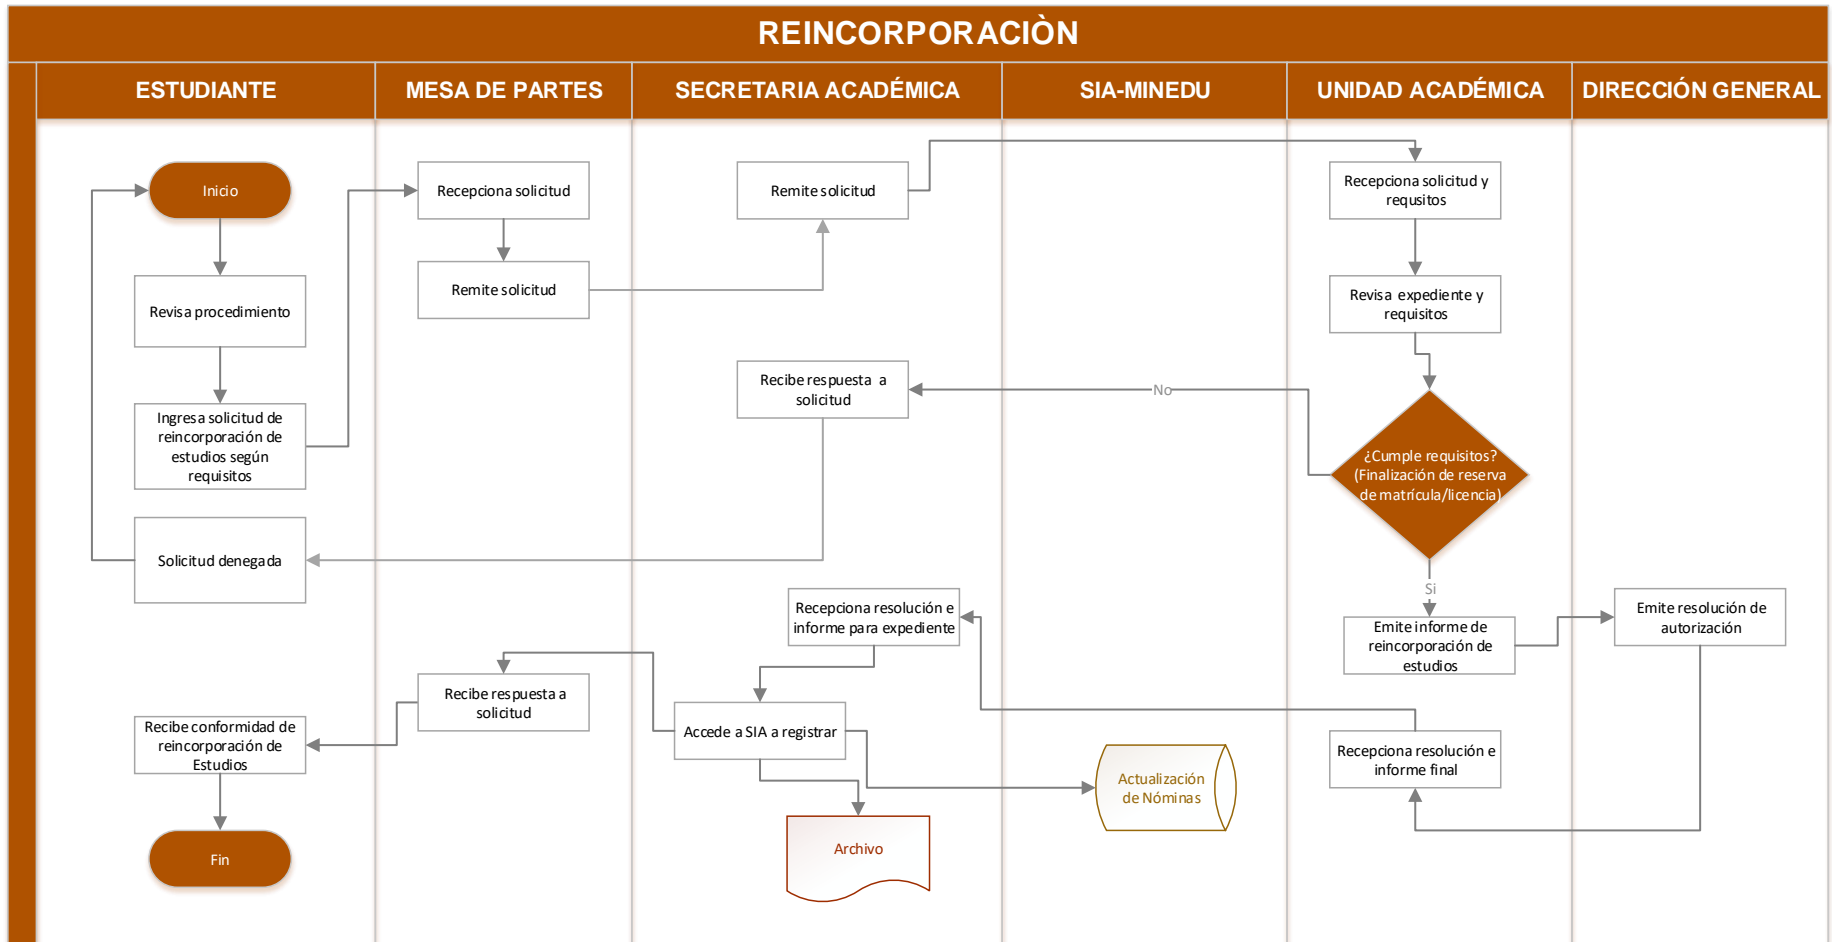 REINCORPORACIÒN
ESTUDIANTE
MESA DE PARTES
SECRETARIA ACADÉMICA
SIA-MINEDU
UNIDAD ACADÉMICA
DIRECCIÓN GENERAL
Inicio
Revisa procedimiento
Ingresa solicitud de
reincorporación de
estudios según
requisitos
Solicitud denegada
Recibe conformidad de
reincorporación de
Estudios
Fin
Recepciona solicitud
Remite solicitud
Recibe respuesta a
solicitud
Remite solicitud
Recibe respuesta a
solicitud
Recepciona resolución e
informe para expediente
Accede a SIA a registrar
Archivo
No
Actualización
de Nóminas
Recepciona solicitud y
requsitos
Revisa expediente y
requisitos
¿Cumple requisitos?
(Finalización de reserva
de matrícula/licencia)
Si
Emite informe de
reincorporación de
estudios
Recepciona resolución e
informe final
Emite resolución de
autorización